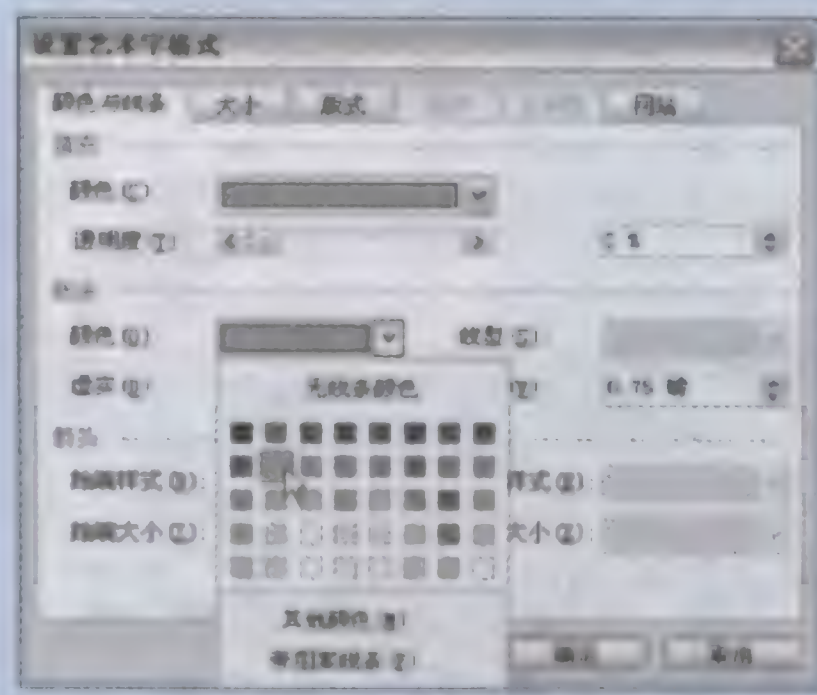 设置艺术字格式
颜色与线条 大小 版式 网站
填充
颜色(C)
透明度(T) %
线条
颜色(O) 线型(S)
虚实(D) 0.75 磅
箭头
始端样式(B): 样式(E)
始端大小(Z): 大小(Z)
无线条颜色
其他颜色(M)
带图案线条(P)
确定 取消